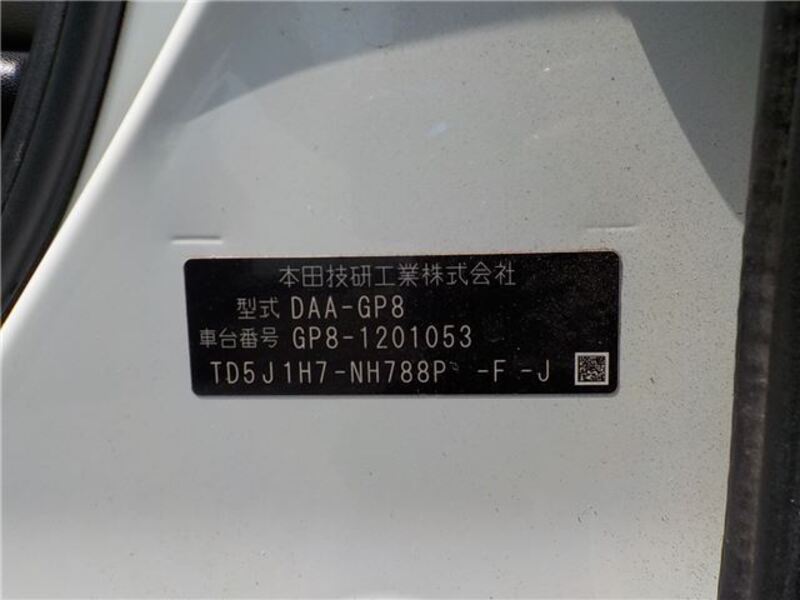 本田技研工業株式会社
型式 DAA-GP8
車台番号 GP8-1201053
TD5J1H7-NH788P -F -J